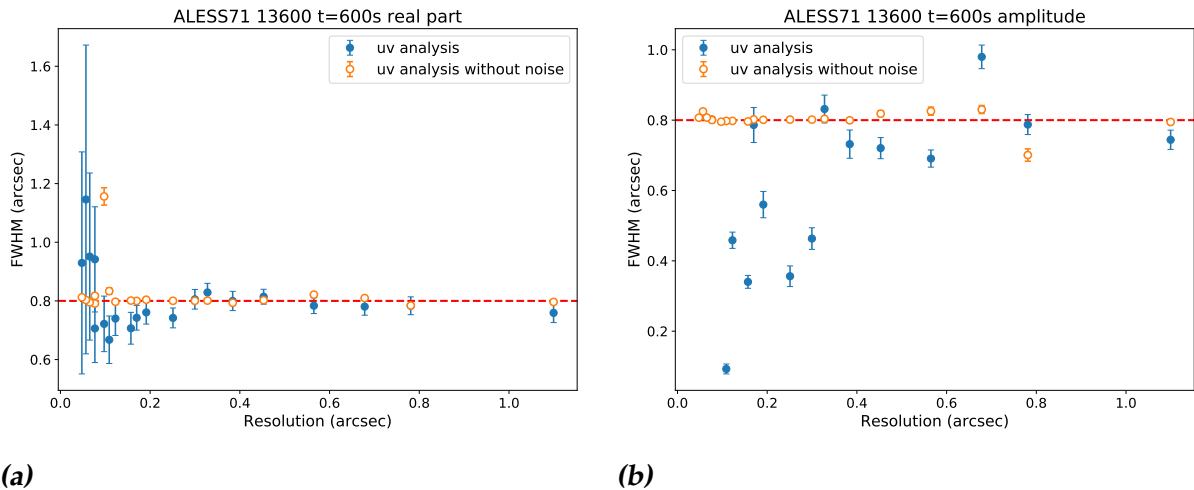 ALESS71 13600 t=600s real part
uv analysis
uv analysis without noise
FWHM (arcsec)
1.6
1.4
1.2
1.0
0.8
0.6
0.0 0.2 0.4 0.6 0.8 1.0
Resolution (arcsec)
(a)
ALESS71 13600 t=600s amplitude
uv analysis
uv analysis without noise
FWHM (arcsec)
1.0
0.8
0.6
0.4
0.2
0.0 0.2 0.4 0.6 0.8 1.0
Resolution (arcsec)
(b)